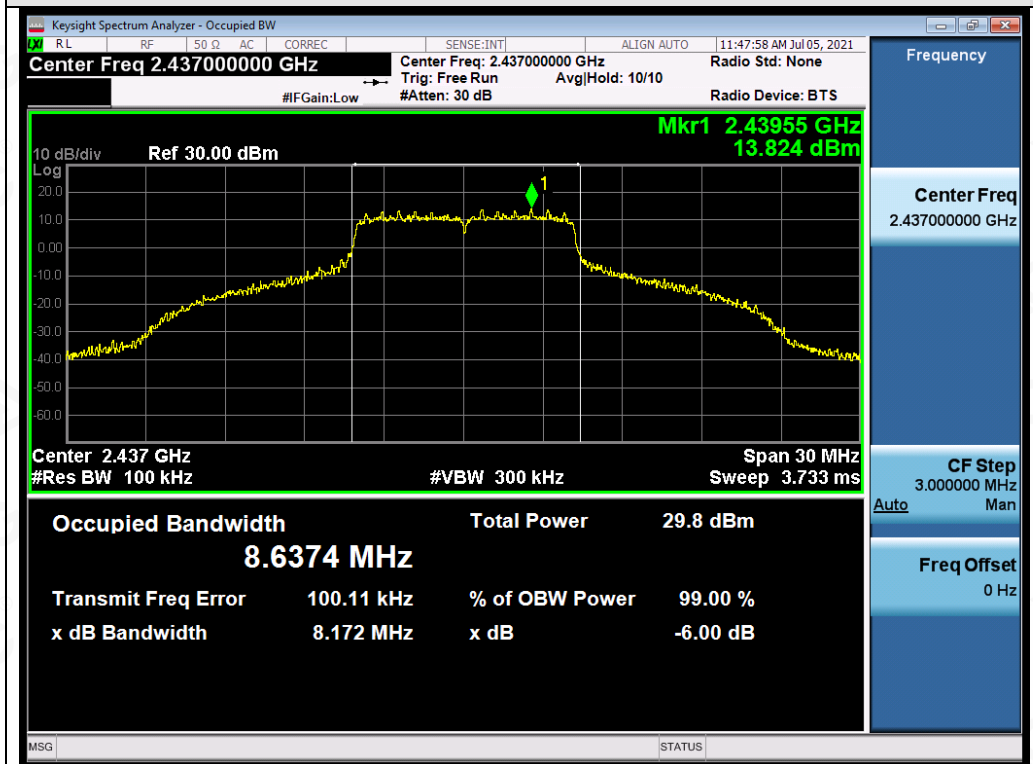 Keysight Spectrum Analyzer - Occupied BW
LXI RL RF 50 Ω AC CORREC SENSE:INT ALIGN AUTO 11:47:58 AM Jul 05, 2021
Center Freq 2.437000000 GHz
Center Freq: 2.437000000 GHz
Radio Std: None
Trig: Free Run Avg|Hold: 10/10
#IFGain:Low
#Atten: 30 dB
Radio Device: BTS
Mkr1 2.43955 GHz
13.824 dBm
10 dB/div Ref 30.00 dBm
Log
1
20.0
10.0
0.00
-10.0
-20.0
-30.0
-40.0
-50.0
-60.0
Center 2.437 GHz
Span 30 MHz
#Res BW 100 kHz
#VBW 300 kHz
Sweep 3.733 ms
Occupied Bandwidth
8.6374 MHz
Total Power 29.8 dBm
Transmit Freq Error 100.11 kHz
% of OBW Power 99.00 %
x dB Bandwidth 8.172 MHz
x dB -6.00 dB
Frequency
Center Freq
2.437000000 GHz
CF Step
3.000000 MHz
Auto Man
Freq Offset
0 Hz
MSG
STATUS